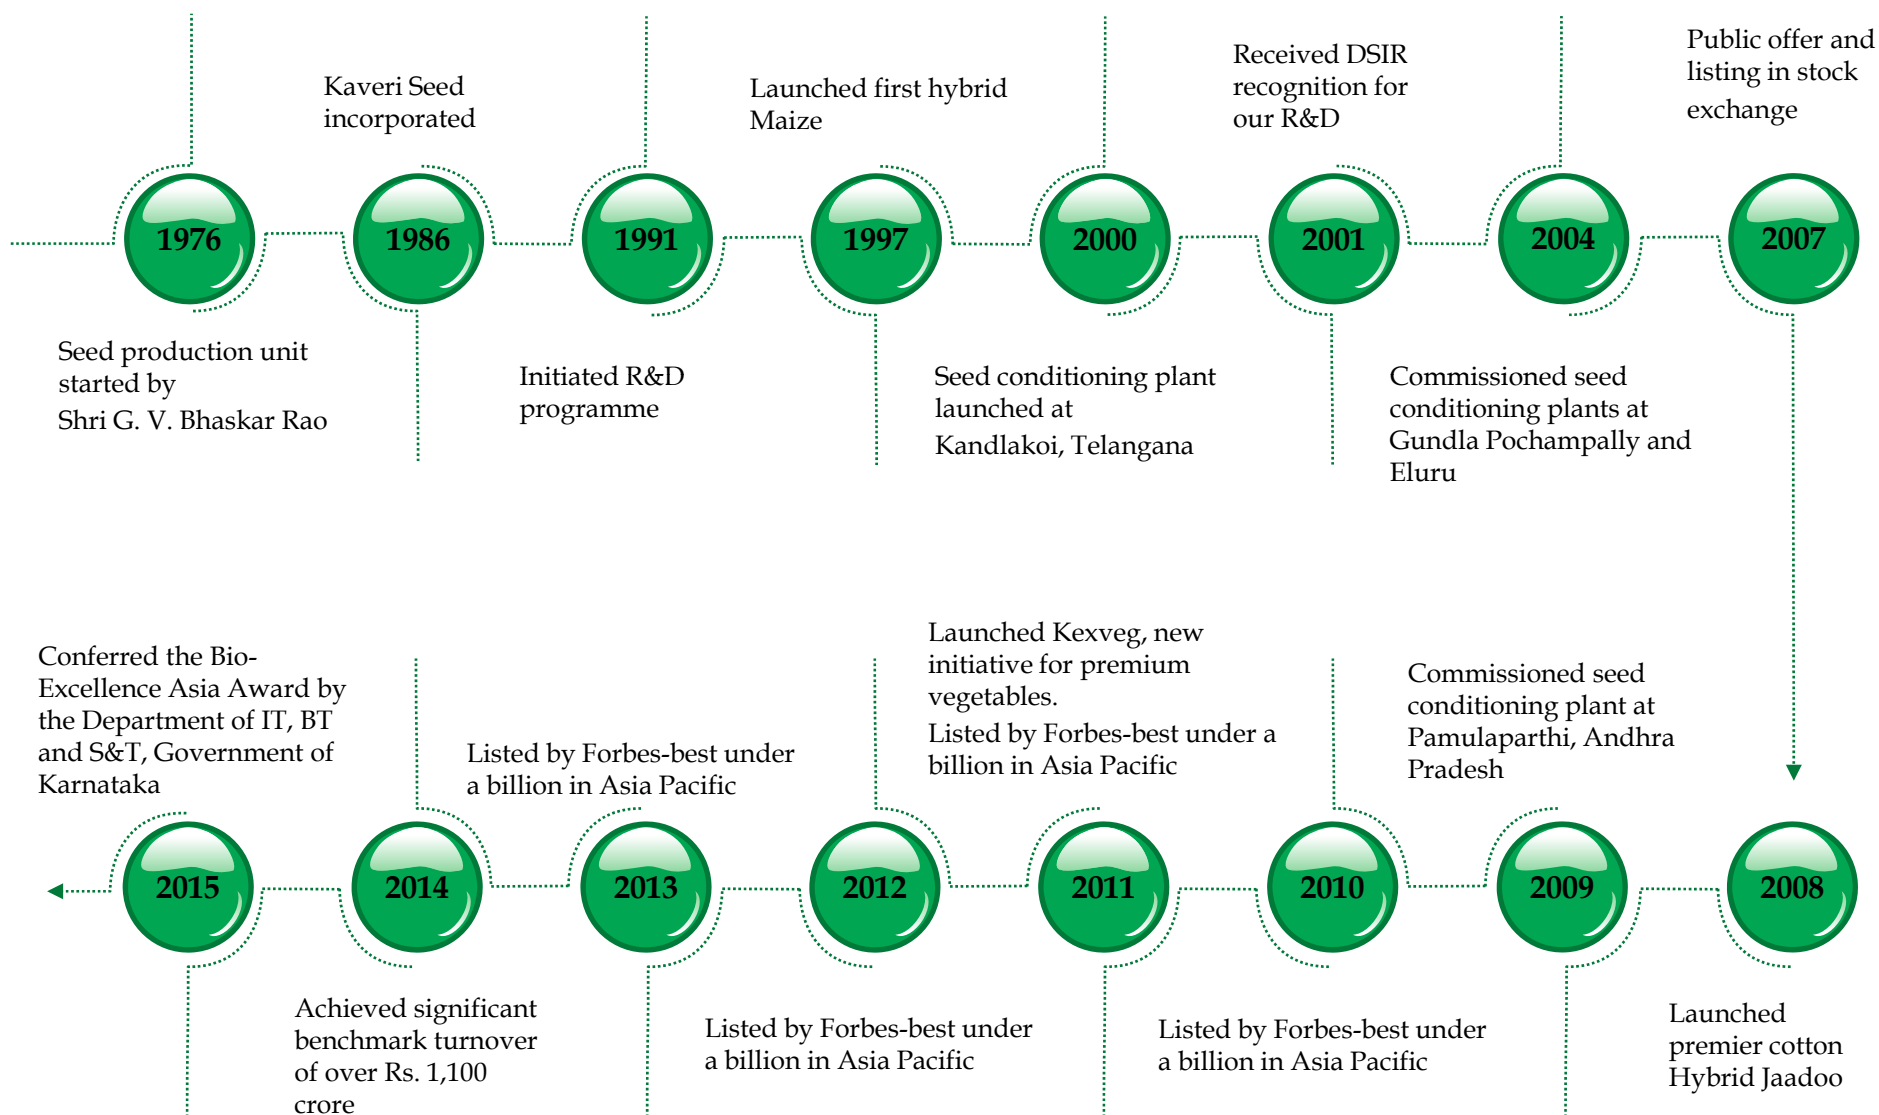 Kaveri Seed
incorporated
Launched first hybrid
Maize
Received DSIR
recognition for
our R&D
Public offer and
listing in stock
exchange
1976
1986
1991
1997
2000
2001
2004
2007
Seed production unit
started by
Shri G. V. Bhaskar Rao
Initiated R&D
programme
Seed conditioning plant
launched at
Kandlakoi, Telangana
Commissioned seed
conditioning plants at
Gundla Pochampally and
Eluru
Conferred the Bio-
Excellence Asia Award by
the Department of IT, BT
and S&T, Government of
Karnataka
Listed by Forbes-best under
a billion in Asia Pacific
Launched Kexveg, new
initiative for premium
vegetables.
Listed by Forbes-best under a
billion in Asia Pacific
Commissioned seed
conditioning plant at
Pamulaparthi, Andhra
Pradesh
2015
2014
2013
2012
2011
2010
2009
2008
Achieved significant
benchmark turnover
of over Rs. 1,100
crore
Listed by Forbes-best under
a billion in Asia Pacific
Listed by Forbes-best under
a billion in Asia Pacific
Launched
premier cotton
Hybrid Jaadoo